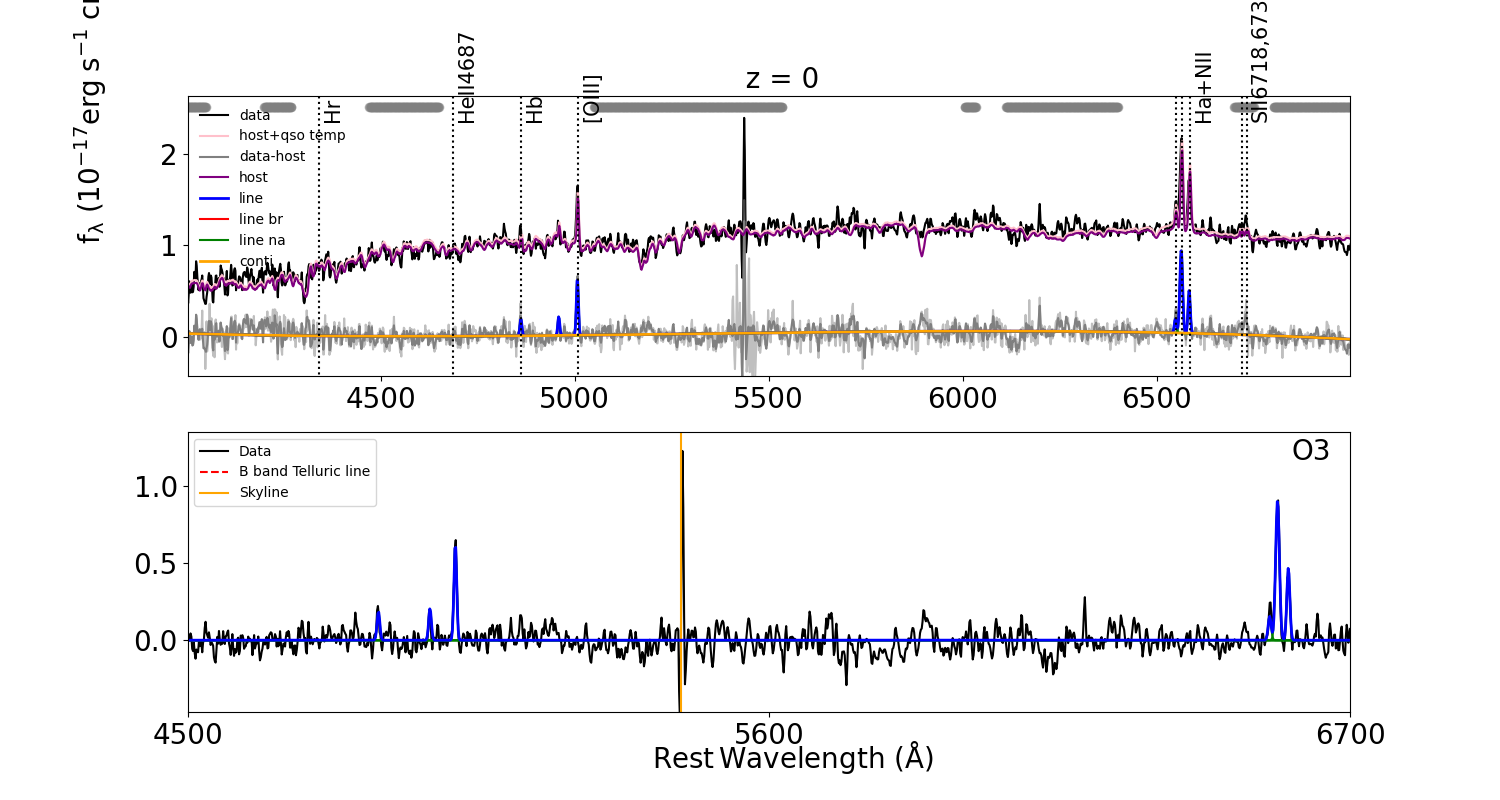 z = 0
Hr
HeII4687
Hb
[OIII]
Ha+NII
SII6718,673
data
host+qso temp
data-host
host
line
line br
line na
conti
f_λ (10^−17 erg s^−1 c
2
1
0
4500 5000 5500 6000 6500
O3
Data
B band Telluric line
Skyline
1.0
0.5
0.0
4500 5600 6700
Rest Wavelength (Å)